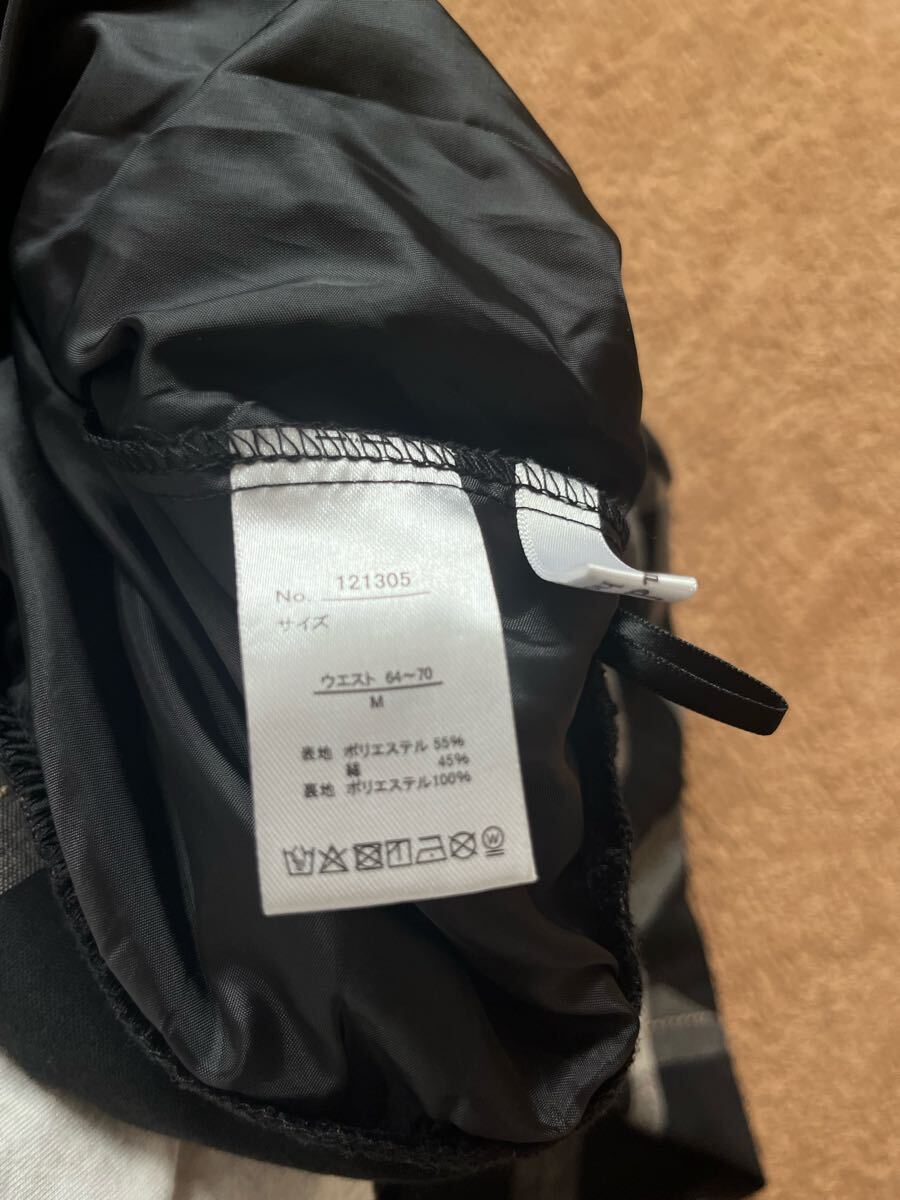 No. 121305
サイズ
ウエスト 64〜70
M
表地 ポリエステル 55%
綿 45%
裏地 ポリエステル100%
W